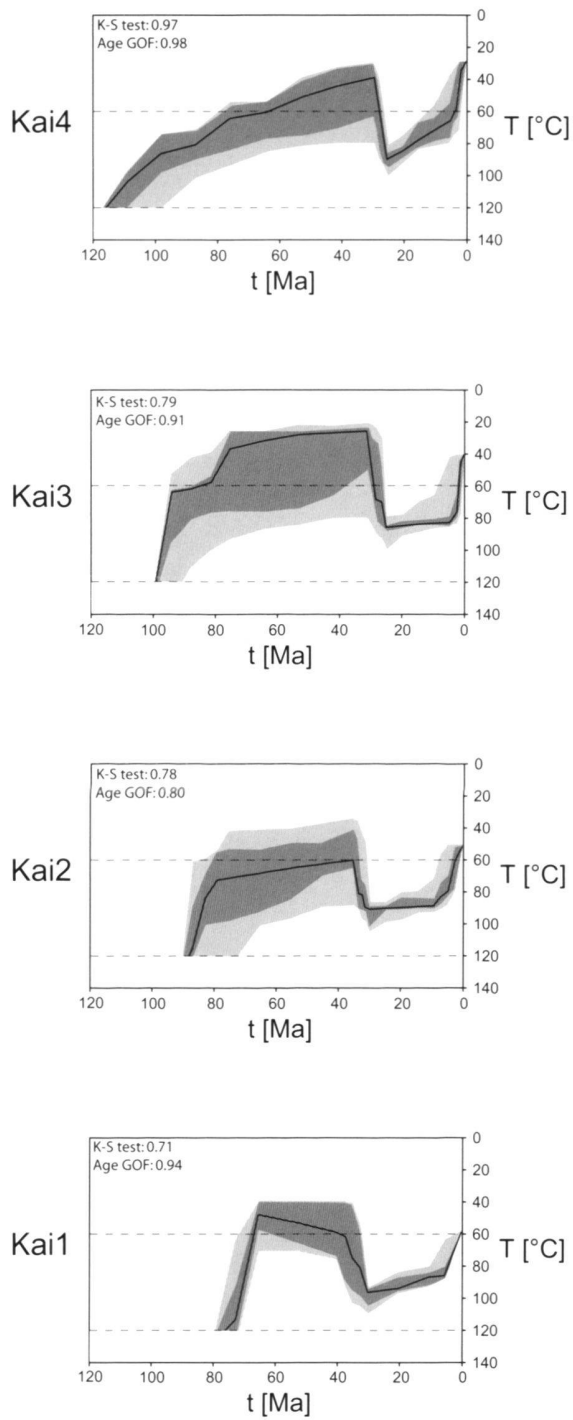 K-S test: 0.97
Age GOF: 0.98
Kai4
0
20
40
60
80
100
120
140
T [°C]
120 100 80 60 40 20 0
t [Ma]
K-S test: 0.79
Age GOF: 0.91
Kai3
0
20
40
60
80
100
120
140
T [°C]
120 100 80 60 40 20 0
t [Ma]
K-S test: 0.78
Age GOF: 0.80
Kai2
0
20
40
60
80
100
120
140
T [°C]
120 100 80 60 40 20 0
t [Ma]
K-S test: 0.71
Age GOF: 0.94
Kai1
0
20
40
60
80
100
120
140
T [°C]
120 100 80 60 40 20 0
t [Ma]